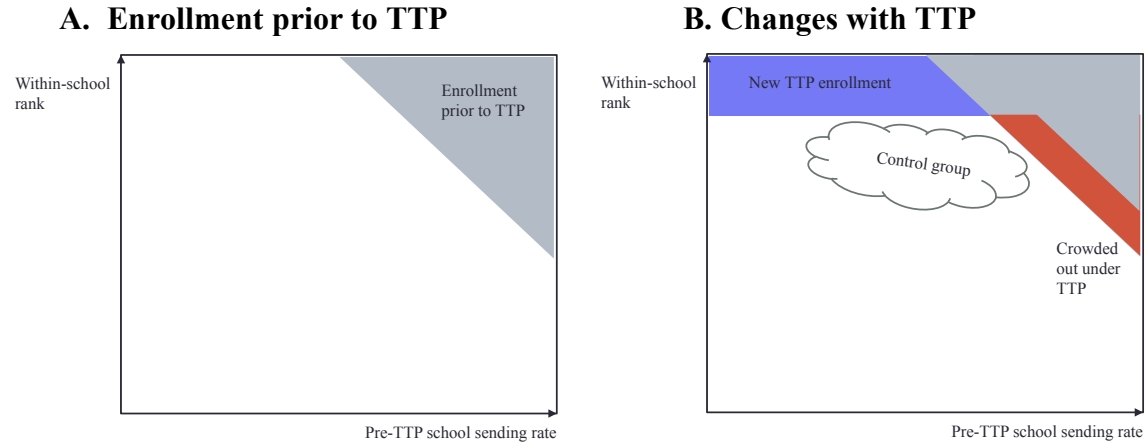 A. Enrollment prior to TTP
Within-school
rank
Enrollment
prior to TTP
Pre-TTP school sending rate
B. Changes with TTP
Within-school
rank
New TTP enrollment
Control group
Crowded
out under
TTP
Pre-TTP school sending rate